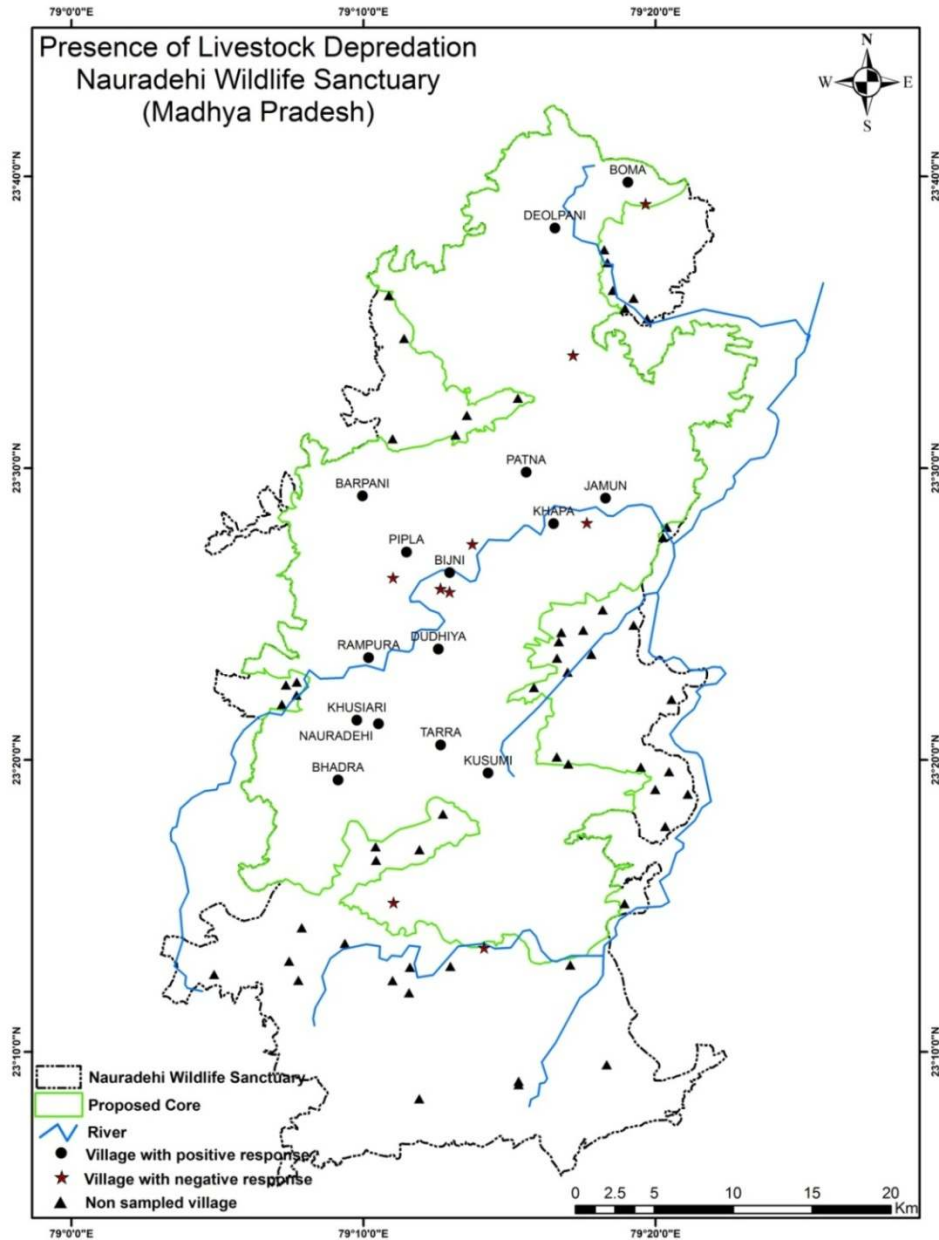 79°0'0"E 79°10'0"E 79°20'0"E
Presence of Livestock Depredation
Nauradehi Wildlife Sanctuary
(Madhya Pradesh)
N
W E
S
23°40'0"N 23°40'0"N
BOMA
DEOLPANI
23°30'0"N 23°30'0"N
PATNA
BARPANI
JAMUN
KHAPA
PIPLA
BIJNI
DUDHIYA
RAMPURA
KHUSIARI
NAURADEHI
TARRA
23°20'0"N 23°20'0"N
KUSUMI
BHADRA
23°10'0"N 23°10'0"N
Nauradehi Wildlife Sanctuary
Proposed Core
River
Village with positive response
Village with negative response
Non sampled village
0 2.5 5 10 15 20
Km
79°0'0"E 79°10'0"E 79°20'0"E